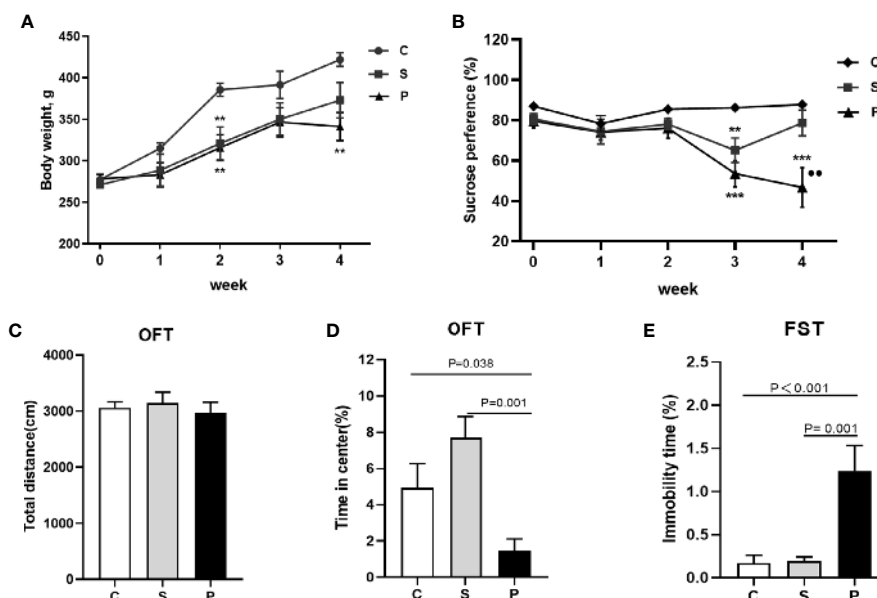 A
Body weight, g
450
400
350
300
250
200
0 1 2 3 4
week
C
S
P
**
**
**
B
Sucrose perference (%)
120
100
80
60
40
20
0 1 2 3 4
week
**
***
***
●●
C
OFT
Total distance(cm)
4000
3000
2000
1000
0
C S P
D
OFT
Time in center(%)
12
10
8
6
4
2
0
P=0.038
P=0.001
C S P
E
FST
Immobility time (%)
2.5
2.0
1.5
1.0
0.5
0.0
P<0.001
P= 0.001
C S P